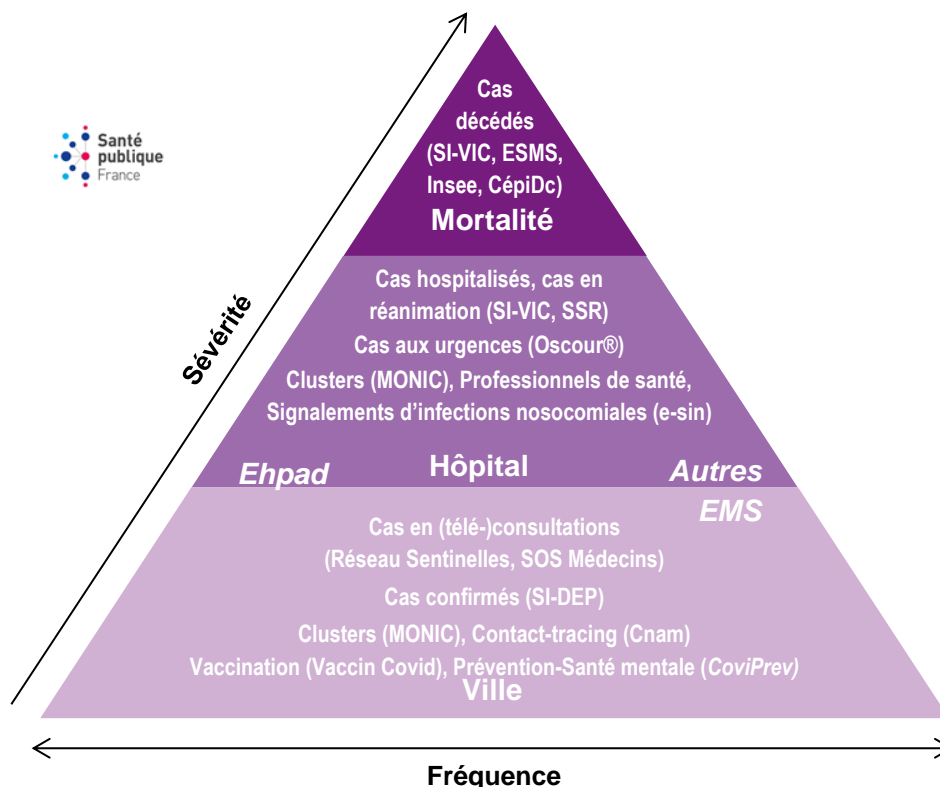 Santé
publique
France
Cas
décédés
(SI-VIC, ESMS,
Insee, CépiDc)
Mortalité
Sévérité
Cas hospitalisés, cas en
réanimation (SI-VIC, SSR)
Cas aux urgences (Oscour®)
Clusters (MONIC), Professionnels de santé,
Signalements d'infections nosocomiales (e-sin)
Ehpad
Hôpital
Autres
EMS
Cas en (télé-)consultations
(Réseau Sentinelles, SOS Médecins)
Cas confirmés (SI-DEP)
Clusters (MONIC), Contact-tracing (Cnam)
Vaccination (Vaccin Covid), Prévention-Santé mentale (CoviPrev)
Ville
Fréquence